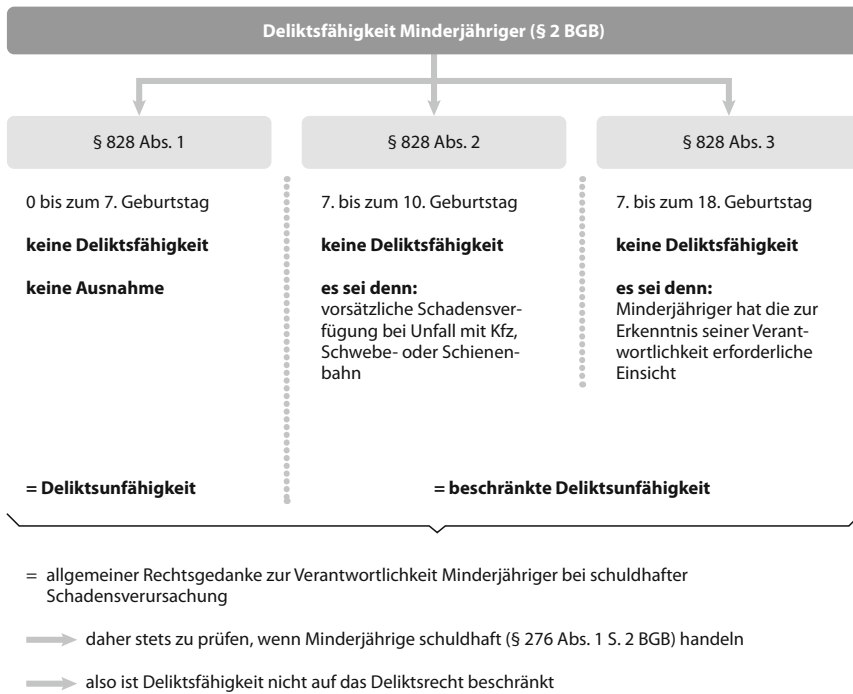 Deliktsfähigkeit Minderjähriger (§ 2 BGB)
§ 828 Abs. 1
0 bis zum 7. Geburtstag
keine Deliktsfähigkeit
keine Ausnahme
= Deliktsunfähigkeit
§ 828 Abs. 2
7. bis zum 10. Geburtstag
keine Deliktsfähigkeit
es sei denn:
vorsätzliche Schadensver-
fügung bei Unfall mit Kfz,
Schwebe- oder Schienen-
bahn
§ 828 Abs. 3
7. bis zum 18. Geburtstag
keine Deliktsfähigkeit
es sei denn:
Minderjähriger hat die zur
Erkenntnis seiner Verant-
wortlichkeit erforderliche
Einsicht
= beschränkte Deliktsunfähigkeit
= allgemeiner Rechtsgedanke zur Verantwortlichkeit Minderjähriger bei schuldhafter
Schadensverursachung
daher stets zu prüfen, wenn Minderjährige schuldhaft (§ 276 Abs. 1 S. 2 BGB) handeln
also ist Deliktsfähigkeit nicht auf das Deliktsrecht beschränkt